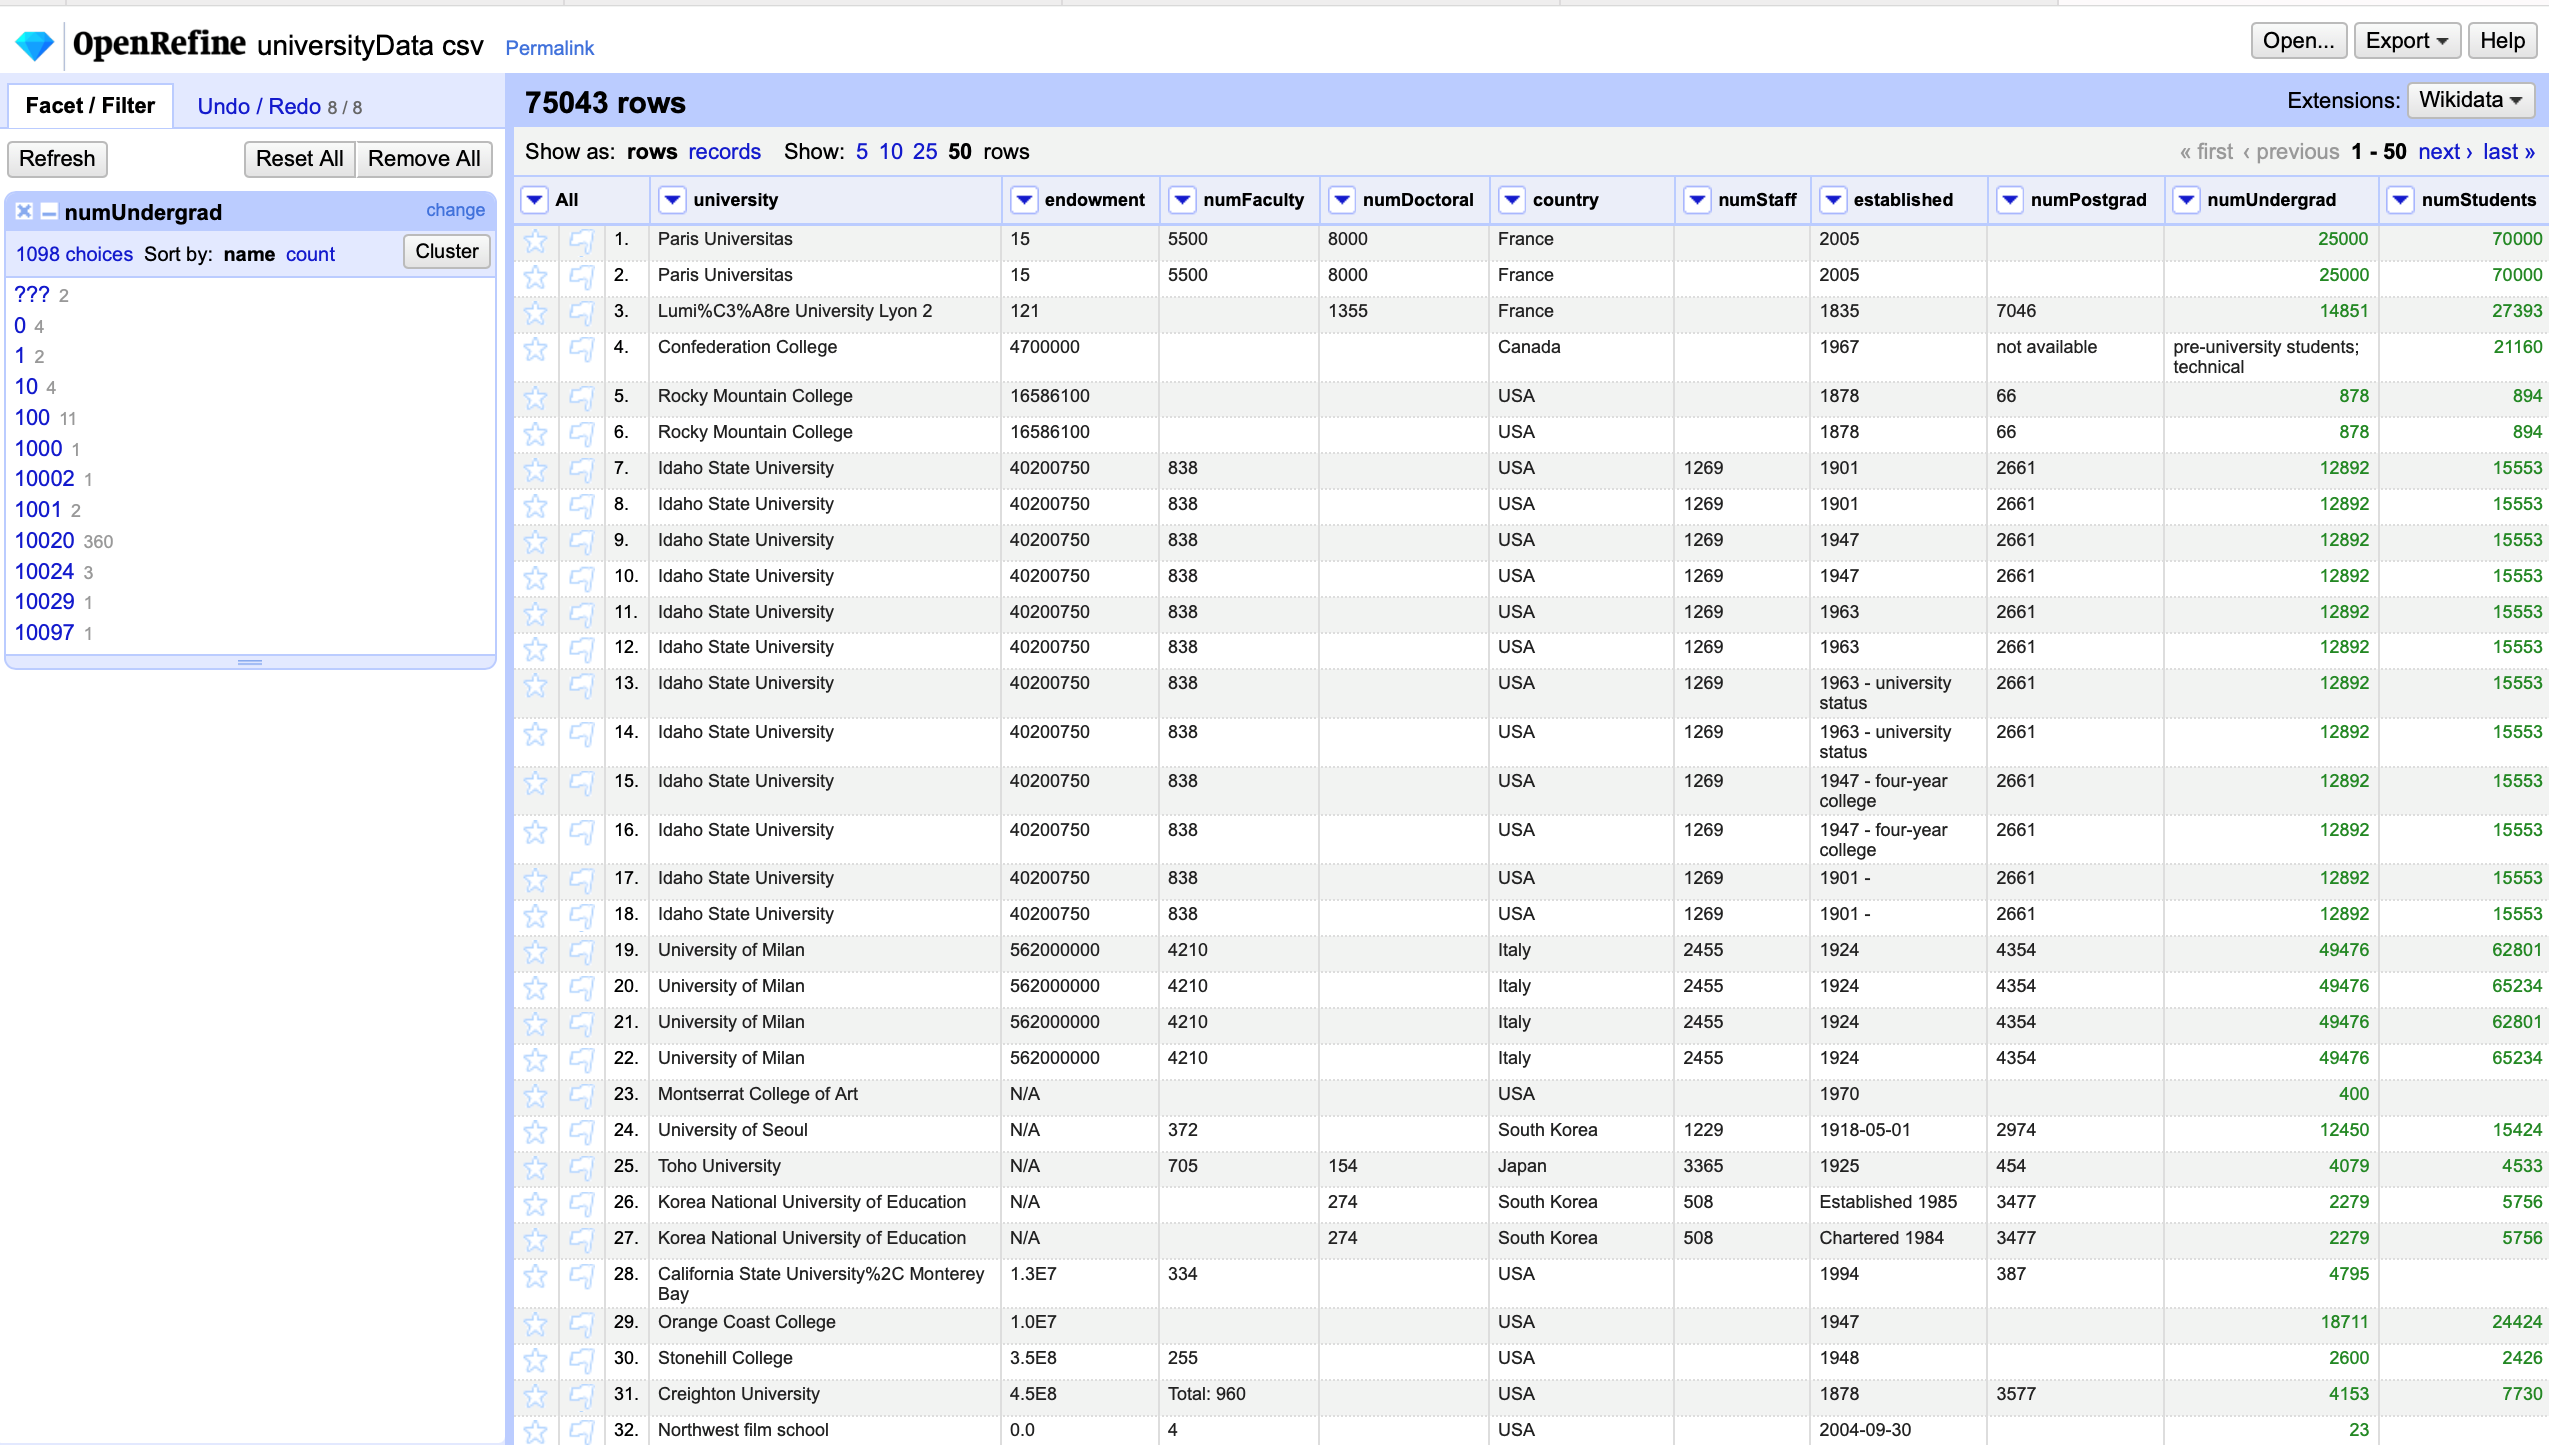 OpenRefine universityData csv Permalink Open... Export Help
Facet / Filter Undo / Redo 8 / 8
75043 rows Extensions: Wikidata
Refresh Reset All Remove All
Show as: rows records Show: 5 10 25 50 rows « first ‹ previous 1 - 50 next › last »
numUndergrad change
1098 choices Sort by: name count Cluster
??? 2
0 4
1 2
10 4
100 11
1000 1
10002 1
1001 2
10020 360
10024 3
10029 1
10097 1
All university endowment numFaculty numDoctoral country numStaff established numPostgrad numUndergrad numStudents
1. Paris Universitas 15 5500 8000 France 2005 25000 70000
2. Paris Universitas 15 5500 8000 France 2005 25000 70000
3. Lumi%C3%A8re University Lyon 2 121 1355 France 1835 7046 14851 27393
4. Confederation College 4700000 Canada 1967 not available pre-university students; 21160
technical
5. Rocky Mountain College 16586100 USA 1878 66 878 894
6. Rocky Mountain College 16586100 USA 1878 66 878 894
7. Idaho State University 40200750 838 USA 1269 1901 2661 12892 15553
8. Idaho State University 40200750 838 USA 1269 1901 2661 12892 15553
9. Idaho State University 40200750 838 USA 1269 1947 2661 12892 15553
10. Idaho State University 40200750 838 USA 1269 1947 2661 12892 15553
11. Idaho State University 40200750 838 USA 1269 1963 2661 12892 15553
12. Idaho State University 40200750 838 USA 1269 1963 2661 12892 15553
13. Idaho State University 40200750 838 USA 1269 1963 - university 2661 12892 15553
status
14. Idaho State University 40200750 838 USA 1269 1963 - university 2661 12892 15553
status
15. Idaho State University 40200750 838 USA 1269 1947 - four-year 2661 12892 15553
college
16. Idaho State University 40200750 838 USA 1269 1947 - four-year 2661 12892 15553
college
17. Idaho State University 40200750 838 USA 1269 1901 - 2661 12892 15553
18. Idaho State University 40200750 838 USA 1269 1901 - 2661 12892 15553
19. University of Milan 562000000 4210 Italy 2455 1924 4354 49476 62801
20. University of Milan 562000000 4210 Italy 2455 1924 4354 49476 65234
21. University of Milan 562000000 4210 Italy 2455 1924 4354 49476 62801
22. University of Milan 562000000 4210 Italy 2455 1924 4354 49476 65234
23. Montserrat College of Art N/A USA 1970 400
24. University of Seoul N/A 372 South Korea 1229 1918-05-01 2974 12450 15424
25. Toho University N/A 705 154 Japan 3365 1925 454 4079 4533
26. Korea National University of Education N/A 274 South Korea 508 Established 1985 3477 2279 5756
27. Korea National University of Education N/A 274 South Korea 508 Chartered 1984 3477 2279 5756
28. California State University%2C Monterey 1.3E7 334 USA 1994 387 4795
Bay
29. Orange Coast College 1.0E7 USA 1947 18711 24424
30. Stonehill College 3.5E8 255 USA 1948 2600 2426
31. Creighton University 4.5E8 Total: 960 USA 1878 3577 4153 7730
32. Northwest film school 0.0 4 USA 2004-09-30 23